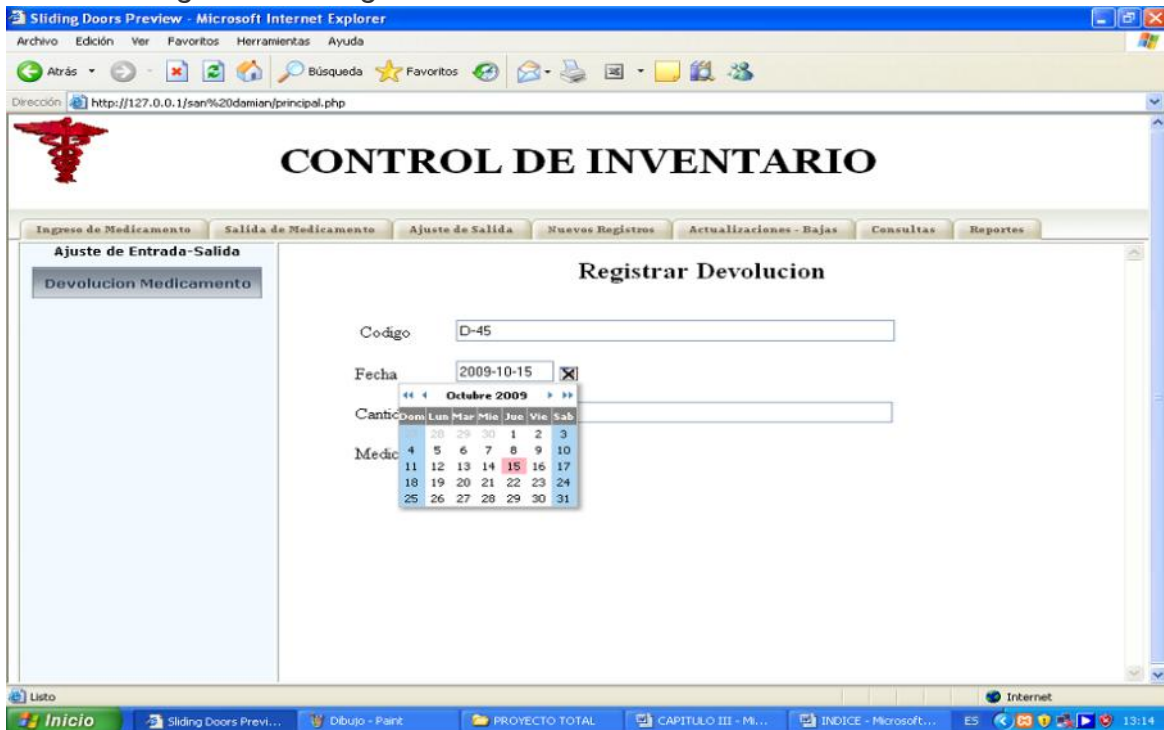 Sliding Doors Preview - Microsoft Internet Explorer
Archivo Edición Ver Favoritos Herramientas Ayuda
Atrás Búsqueda Favoritos
Dirección http://127.0.0.1/san%20damian/principal.php
CONTROL DE INVENTARIO
Ingreso de Medicamento Salida de Medicamento Ajuste de Salida Nuevos Registros Actualizaciones - Bajas Consultas Reportes
Ajuste de Entrada-Salida
Devolucion Medicamento
Registrar Devolucion
Codigo D-45
Fecha 2009-10-15
Octubre 2009
Dom Lun Mar Mie Jue Vie Sab
28 29 30 1 2 3
4 5 6 7 8 9 10
11 12 13 14 15 16 17
18 19 20 21 22 23 24
25 26 27 28 29 30 31
Listo Internet
Inicio Sliding Doors Previ... Dibujo - Paint PROYECTO TOTAL CAPITULO III - Mi... INDICE - Microsoft... ES 13:14